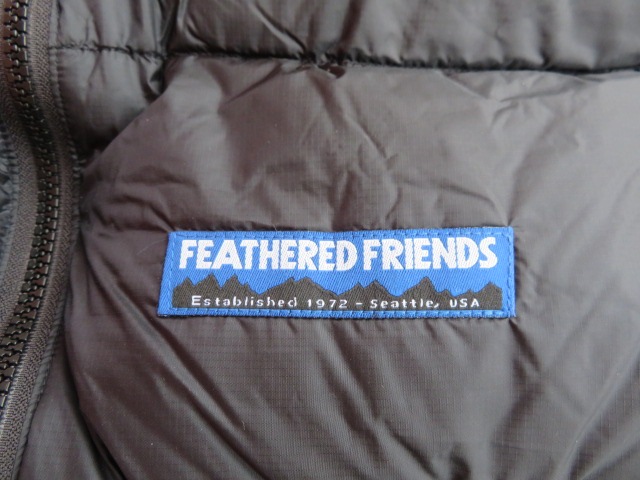 FEATHERED FRIENDS
Established 1972 - Seattle, USA